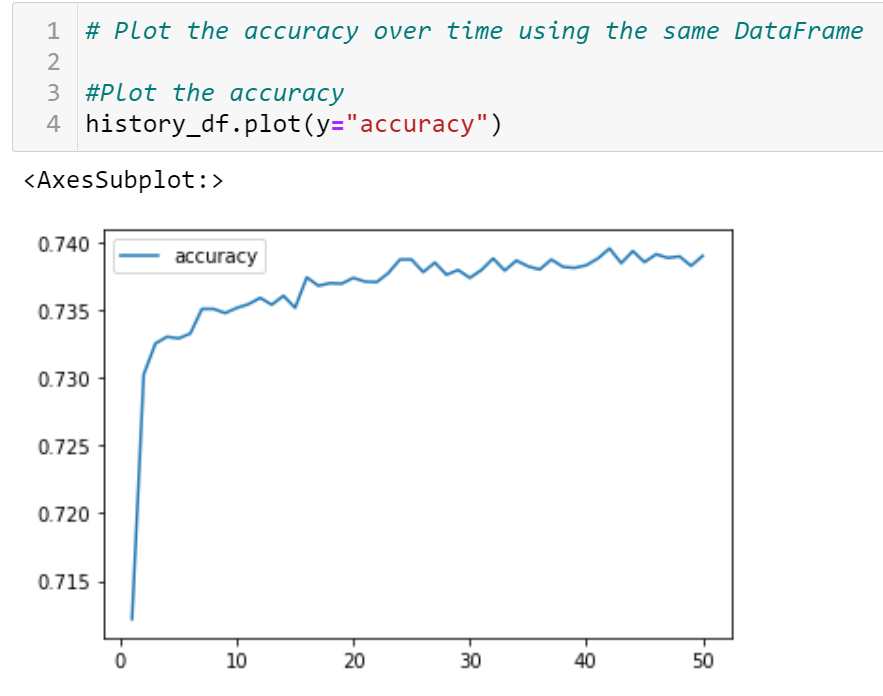 1 # Plot the accuracy over time using the same DataFrame
2
3 #Plot the accuracy
4 history_df.plot(y="accuracy")
<AxesSubplot:>
accuracy
0.740
0.735
0.730
0.725
0.720
0.715
0 10 20 30 40 50